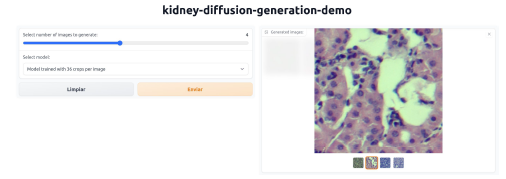 kidney-diffusion-generation-demo
Select number of images to generate: 4
Select model:
Model trained with 36 crops per image
Limpiar Enviar
Generated images